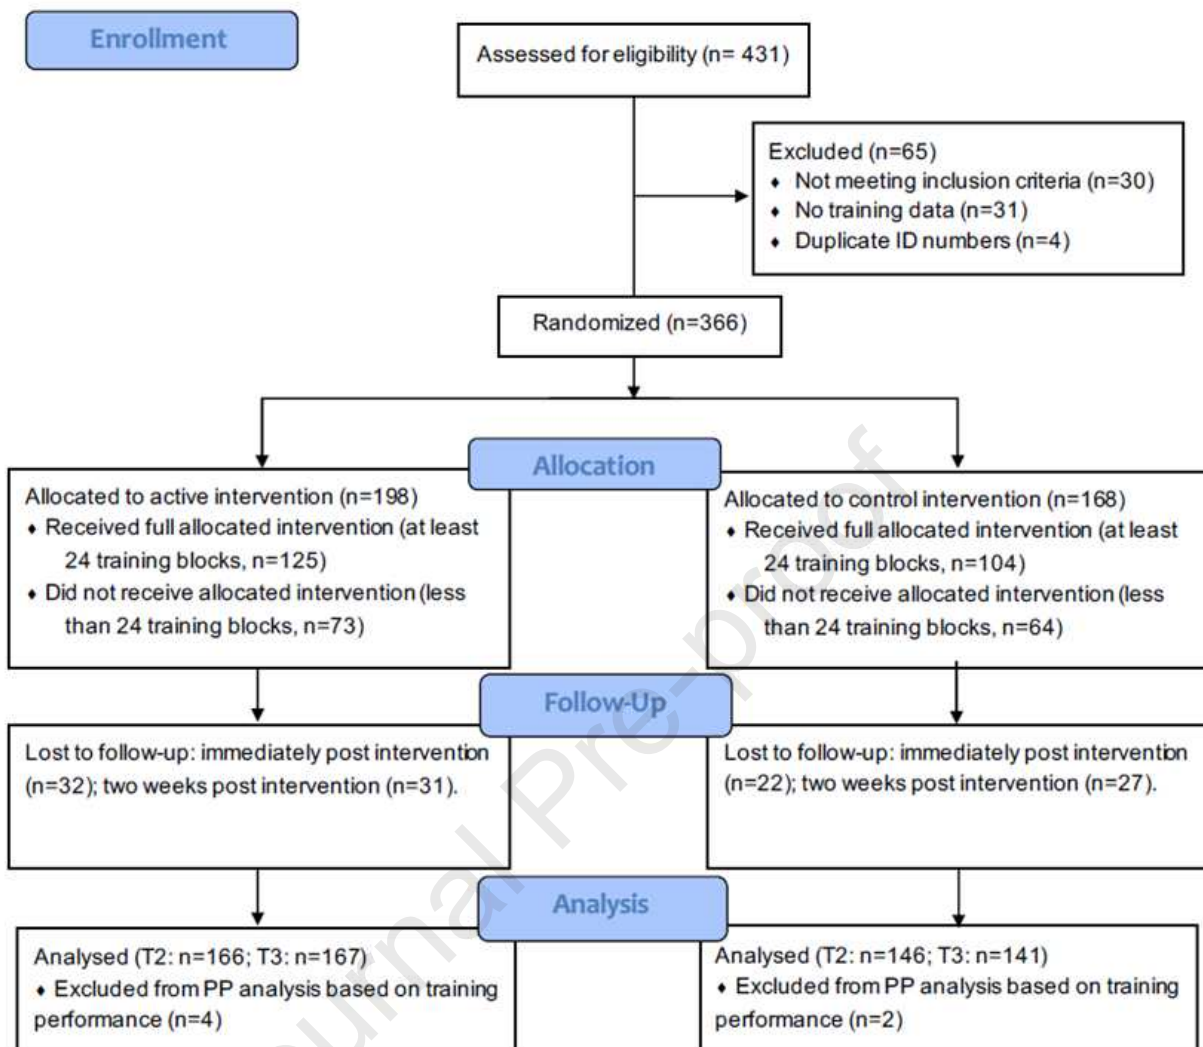 Enrollment
Assessed for eligibility (n= 431)
Excluded (n=65)
♦ Not meeting inclusion criteria (n=30)
♦ No training data (n=31)
♦ Duplicate ID numbers (n=4)
Randomized (n=366)
Allocation
Allocated to active intervention (n=198)
♦ Received full allocated intervention (at least
24 training blocks, n=125)
♦ Did not receive allocated intervention (less
than 24 training blocks, n=73)
Allocated to control intervention (n=168)
♦ Received full allocated intervention (at least
24 training blocks, n=104)
♦ Did not receive allocated intervention (less
than 24 training blocks, n=64)
Follow-Up
Lost to follow-up: immediately post intervention
(n=32); two weeks post intervention (n=31).
Lost to follow-up: immediately post intervention
(n=22); two weeks post intervention (n=27).
Analysis
Analysed (T2: n=166; T3: n=167)
♦ Excluded from PP analysis based on training
performance (n=4)
Analysed (T2: n=146; T3: n=141)
♦ Excluded from PP analysis based on training
performance (n=2)
Journal Pre-proof